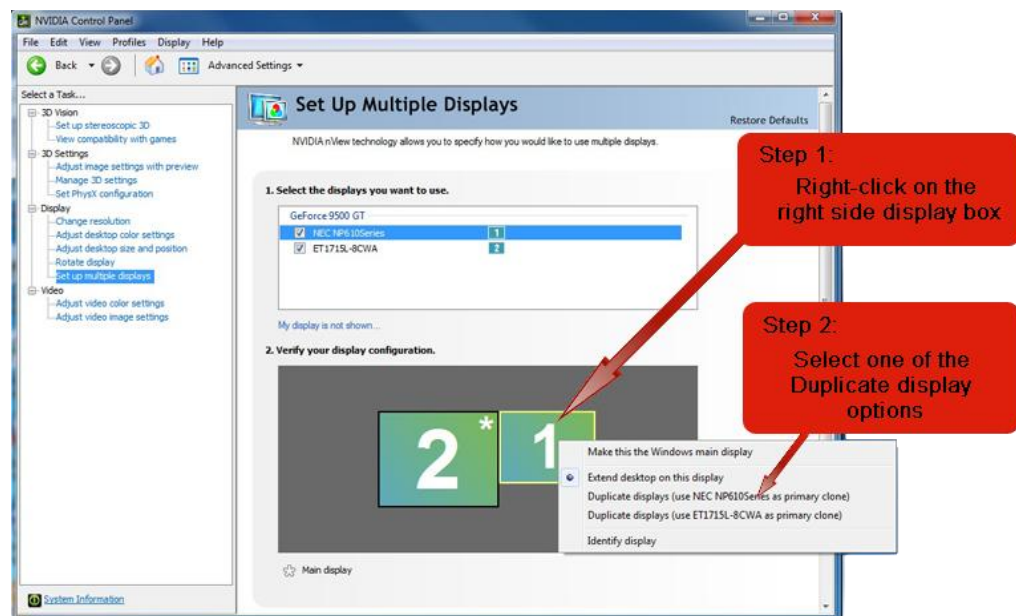 NVIDIA Control Panel
File Edit View Profiles Display Help
Back
Advanced Settings
Select a Task...
3D Vision
Set up stereoscopic 3D
View compatibility with games
3D Settings
Adjust image settings with preview
Manage 3D settings
Set PhysX configuration
Display
Change resolution
Adjust desktop color settings
Adjust desktop size and position
Rotate display
Set up multiple displays
Video
Adjust video color settings
Adjust video image settings
System Information
Set Up Multiple Displays
Restore Defaults
NVIDIA nView technology allows you to specify how you would like to use multiple displays.
1. Select the displays you want to use.
GeForce 9500 GT
NEC NP610Series 1
ET1715L-8CWA 2
My display is not shown...
2. Verify your display configuration.
2 * 1
Make this the Windows main display
Extend desktop on this display
Duplicate displays (use NEC NP610Series as primary clone)
Duplicate displays (use ET1715L-8CWA as primary clone)
Identify display
Main display
Step 1:
Right-click on the
right side display box
Step 2:
Select one of the
Duplicate display
options